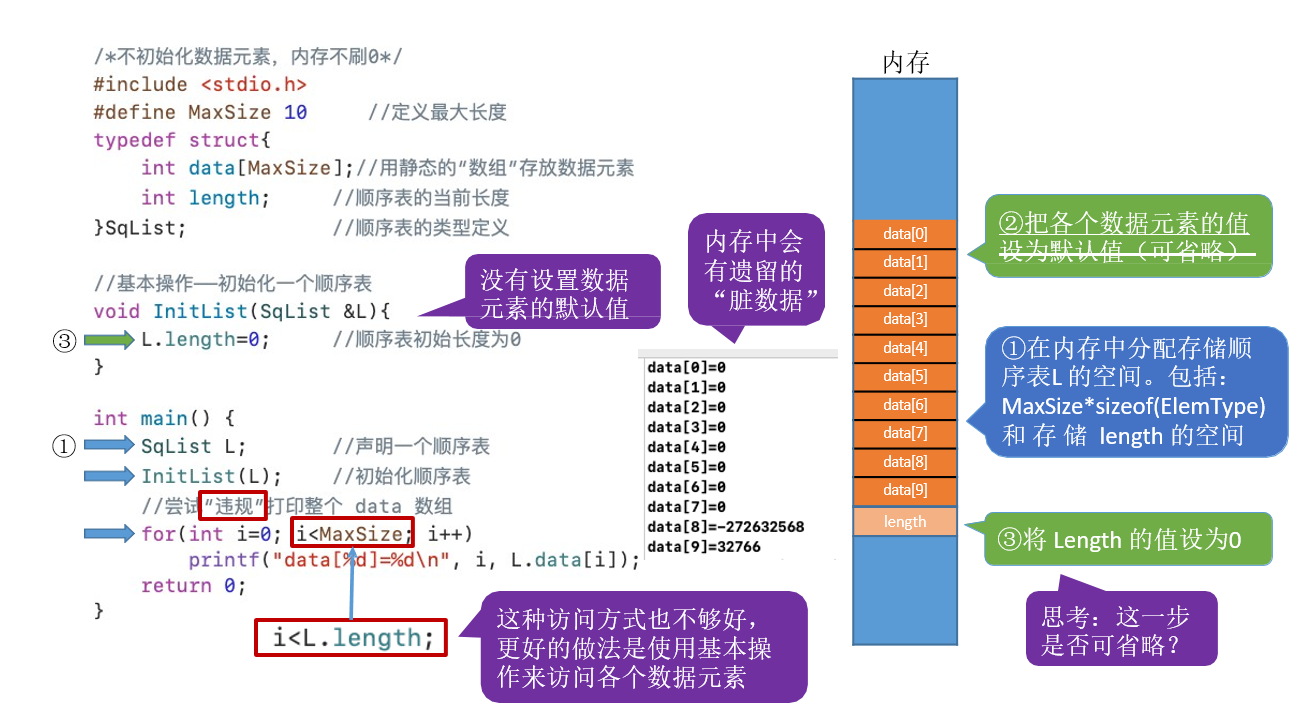 /*不初始化数据元素，内存不刷0*/
#include <stdio.h>
#define MaxSize 10 //定义最大长度
typedef struct{
int data[MaxSize];//用静态的“数组”存放数据元素
int length; //顺序表的当前长度
}SqList; //顺序表的类型定义
//基本操作——初始化一个顺序表
void InitList(SqList &L){
③ L.length=0; //顺序表初始长度为0
}
int main() {
① SqList L; //声明一个顺序表
InitList(L); //初始化顺序表
//尝试“违规”打印整个 data 数组
for(int i=0; i<MaxSize; i++)
printf("data[%d]=%d\n", i, L.data[i]);
return 0;
}
i<L.length;
没有设置数据
元素的默认值
这种访问方式也不够好，
更好的做法是使用基本操
作来访问各个数据元素
内存中会
有遗留的
“脏数据”
data[0]=0
data[1]=0
data[2]=0
data[3]=0
data[4]=0
data[5]=0
data[6]=0
data[7]=0
data[8]=-272632568
data[9]=32766
内存
data[0]
data[1]
data[2]
data[3]
data[4]
data[5]
data[6]
data[7]
data[8]
data[9]
length
②把各个数据元素的值
设为默认值（可省略）
①在内存中分配存储顺
序表L 的空间。包括：
MaxSize*sizeof(ElemType)
和 存 储 length 的空间
③将 Length 的值设为0
思考：这一步
是否可省略？